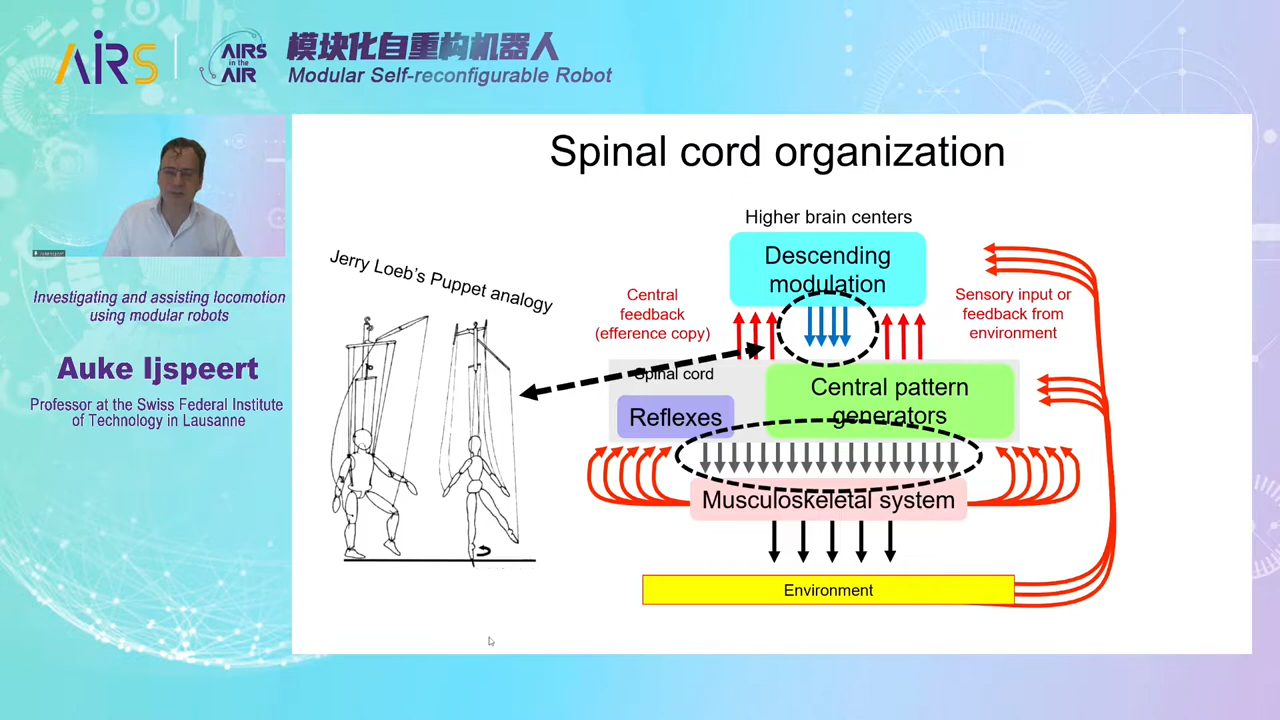 AIRS
AIRS
in the
AIR
模块化自重构机器人
Modular Self-reconfigurable Robot
Investigating and assisting locomotion
using modular robots
Auke Ijspeert
Professor at the Swiss Federal Institute
of Technology in Lausanne
Spinal cord organization
Jerry Loeb's Puppet analogy
Higher brain centers
Descending
modulation
Central
feedback
(efference copy)
Sensory input or
feedback from
environment
Spinal cord
Reflexes
Central pattern
generators
Musculoskeletal system
Environment